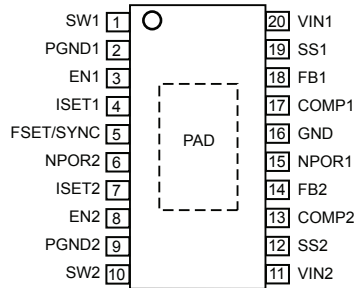 SW1 1 20 VIN1
PGND1 2 19 SS1
EN1 3 18 FB1
ISET1 4 17 COMP1
FSET/SYNC 5 16 GND
PAD
NPOR2 6 15 NPOR1
ISET2 7 14 FB2
EN2 8 13 COMP2
PGND2 9 12 SS2
SW2 10 11 VIN2